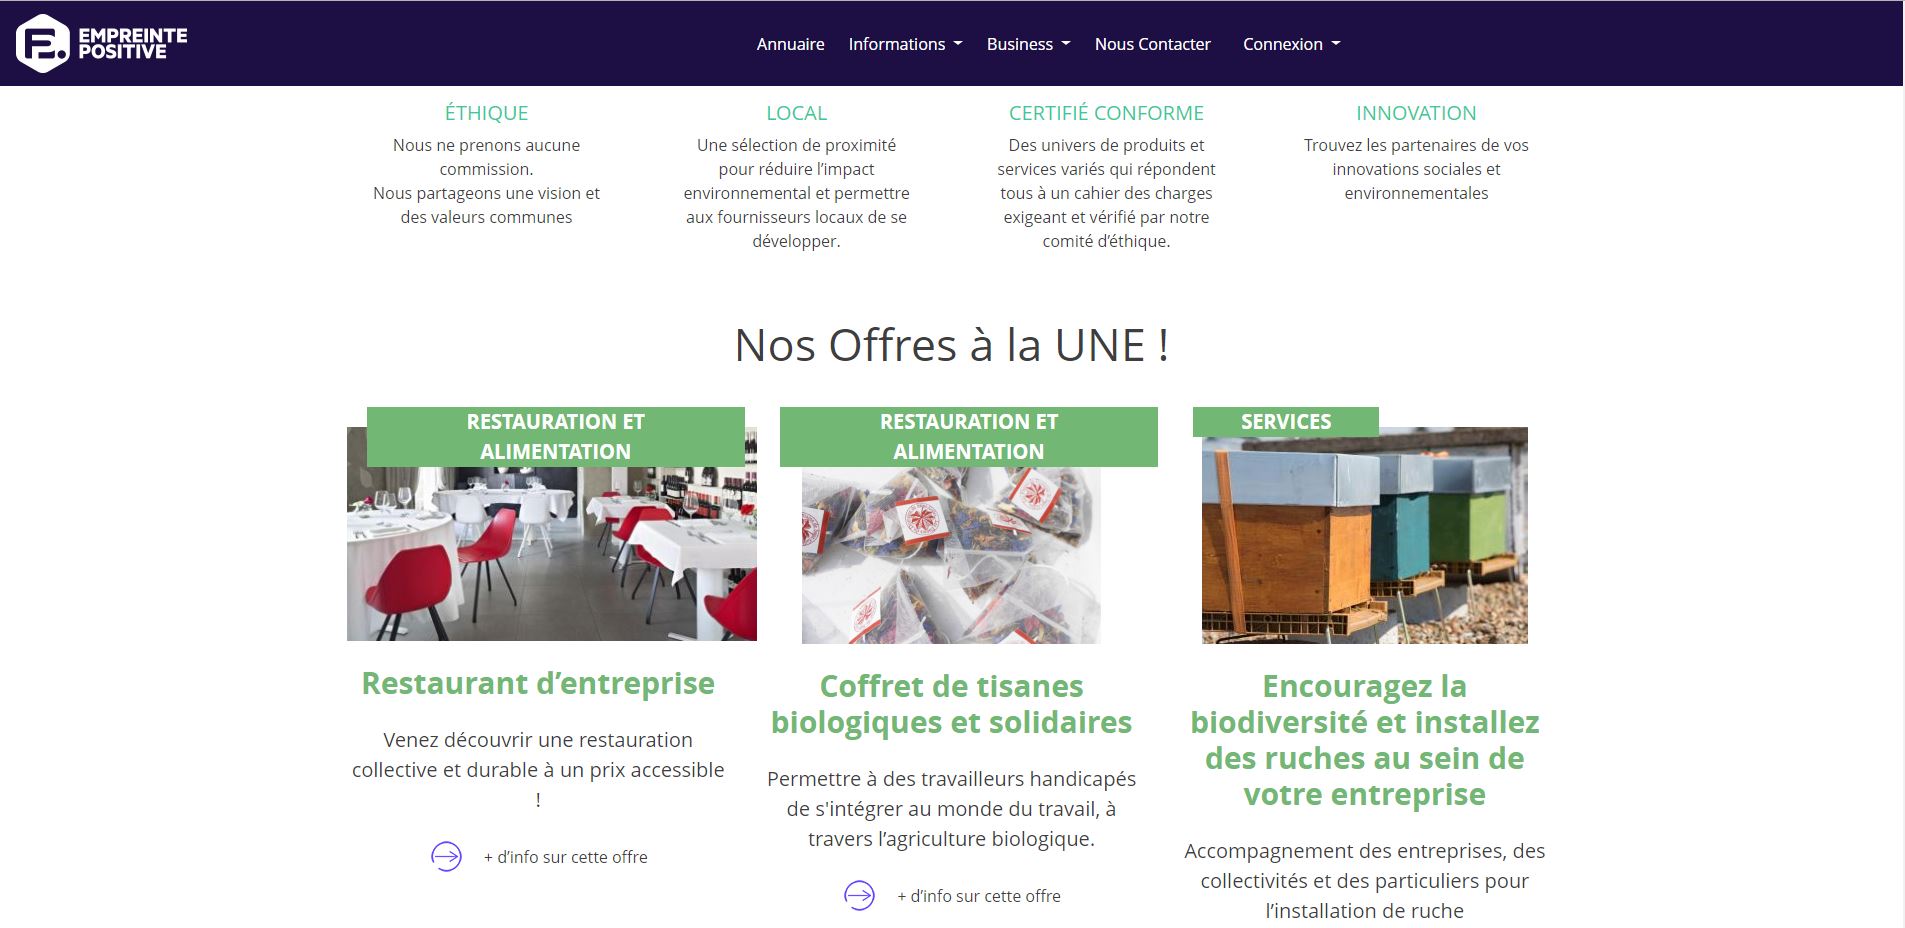 EMPREINTE
POSITIVE
Annuaire
Informations
Business
Nous Contacter
Connexion
ÉTHIQUE
Nous ne prenons aucune
commission.
Nous partageons une vision et
des valeurs communes
LOCAL
Une sélection de proximité
pour réduire l’impact
environnemental et permettre
aux fournisseurs locaux de se
développer.
CERTIFIÉ CONFORME
Des univers de produits et
services variés qui répondent
tous à un cahier des charges
exigeant et vérifié par notre
comité d’éthique.
INNOVATION
Trouvez les partenaires de vos
innovations sociales et
environnementales
Nos Offres à la UNE !
RESTAURATION ET
ALIMENTATION
Restaurant d’entreprise
Venez découvrir une restauration
collective et durable à un prix accessible
!
+ d’info sur cette offre
RESTAURATION ET
ALIMENTATION
Coffret de tisanes
biologiques et solidaires
Permettre à des travailleurs handicapés
de s'intégrer au monde du travail, à
travers l’agriculture biologique.
+ d’info sur cette offre
SERVICES
Encouragez la
biodiversité et installez
des ruches au sein de
votre entreprise
Accompagnement des entreprises, des
collectivités et des particuliers pour
l’installation de ruche